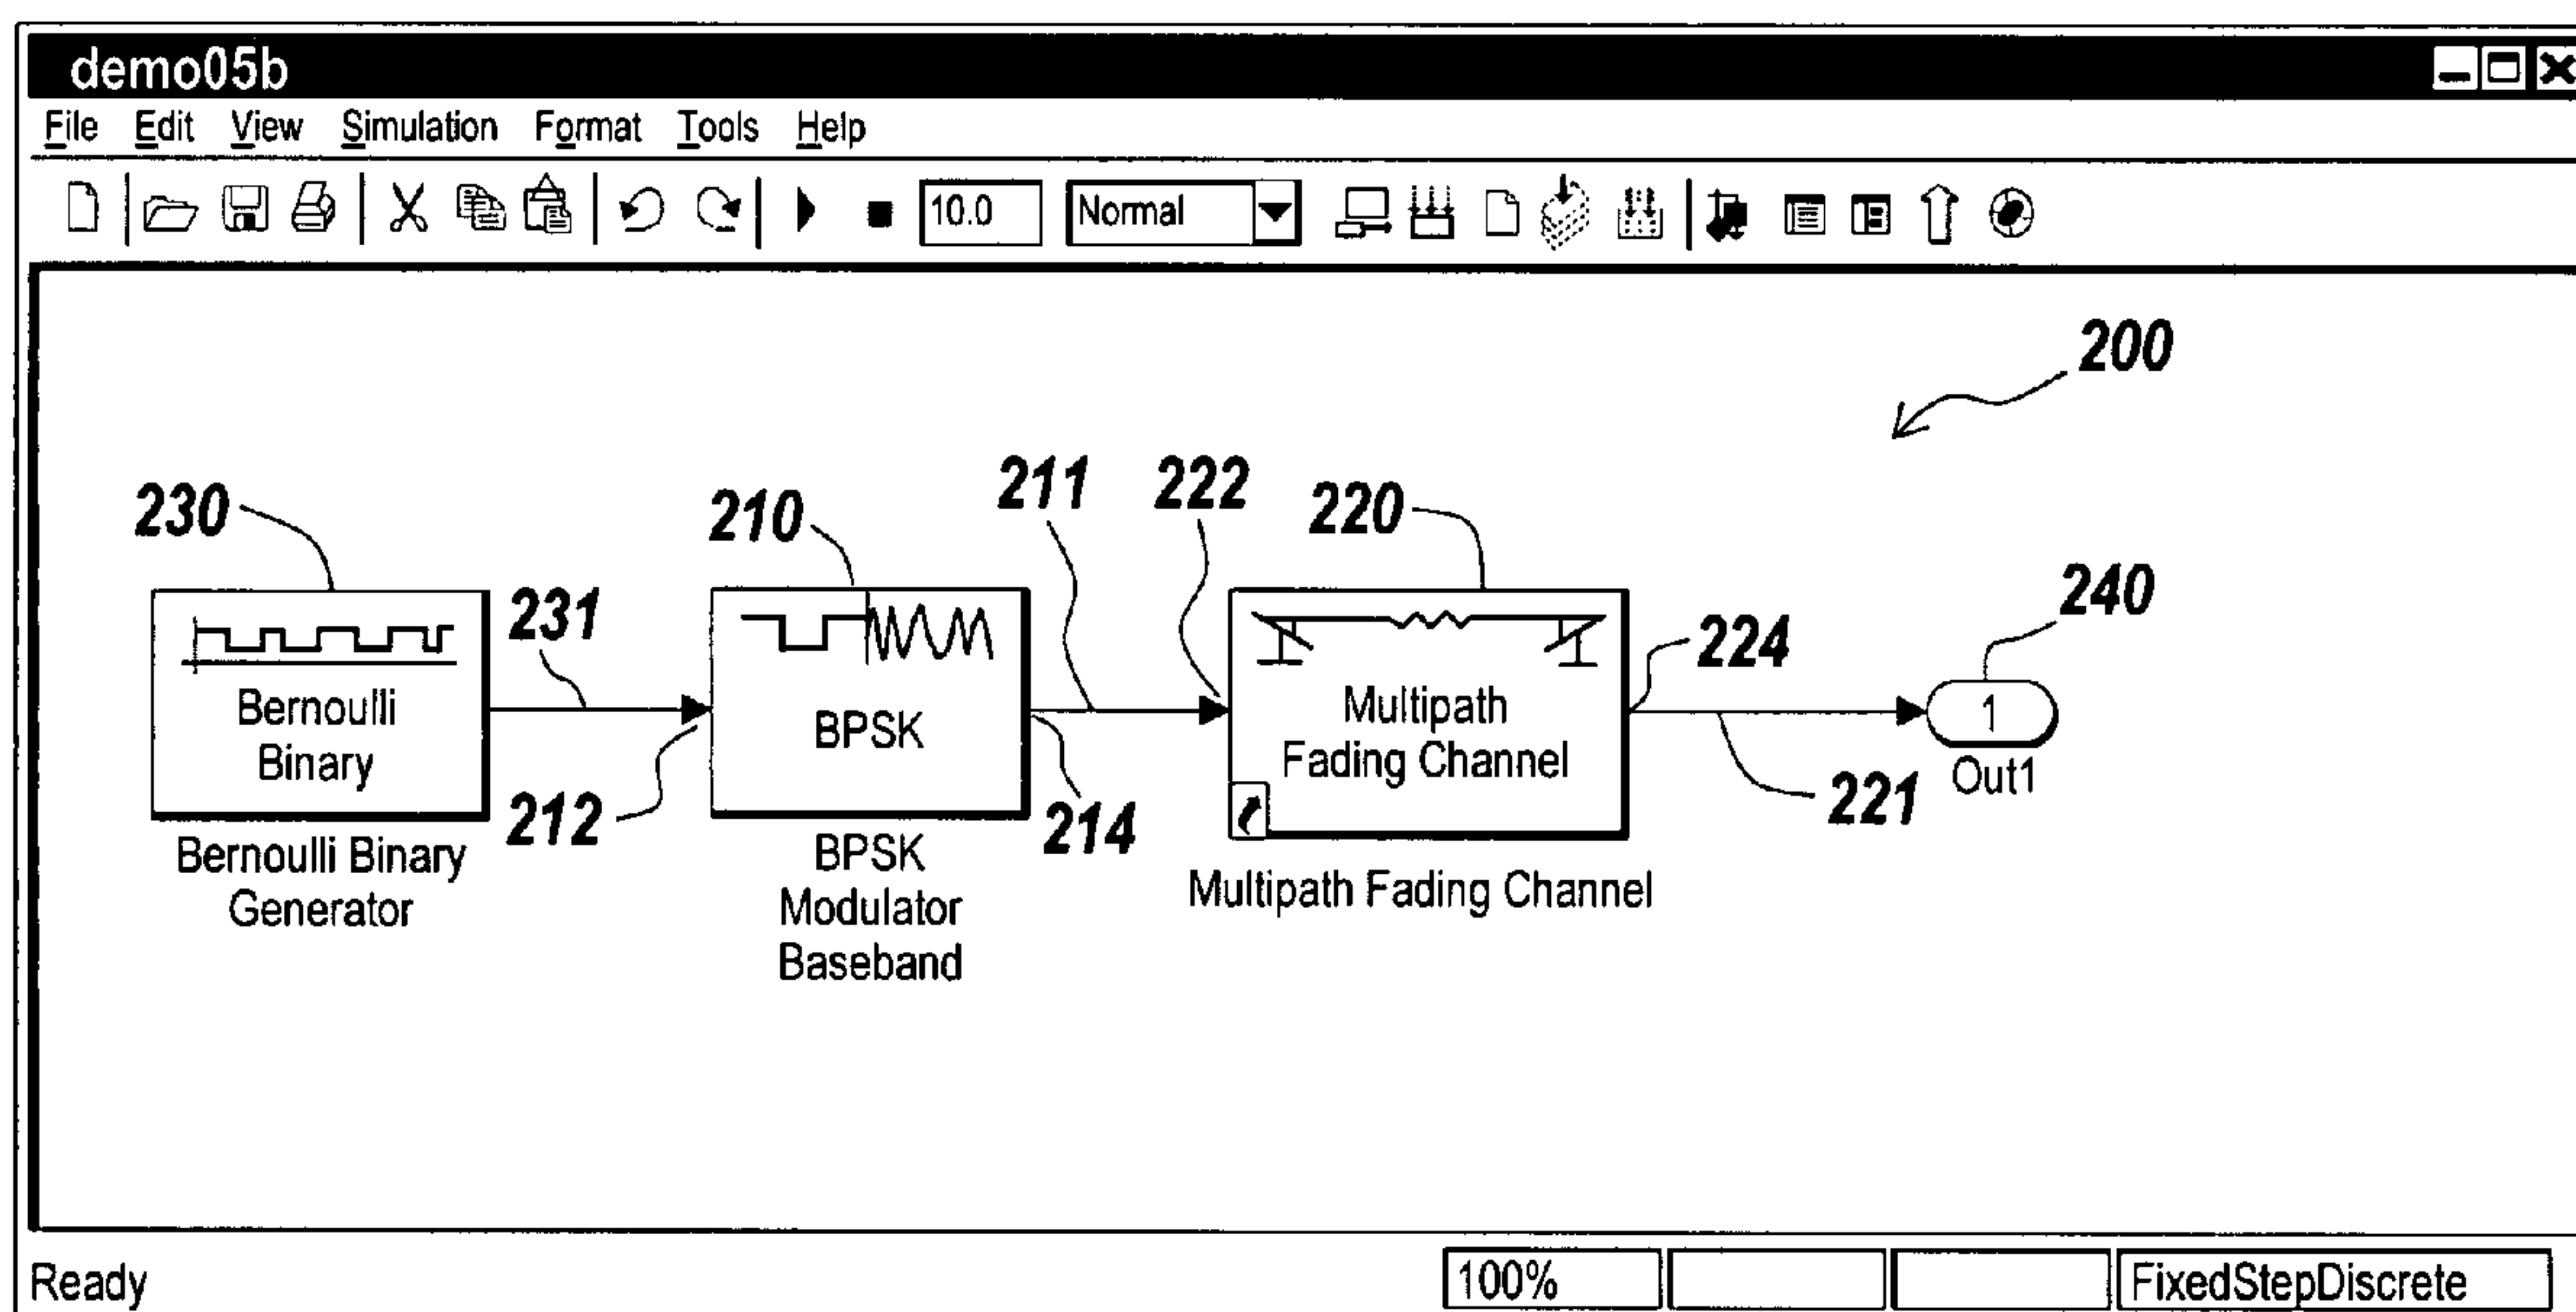 demo05b
File Edit View Simulation Format Tools Help
10.0 Normal
200
230
210
211
222
220
240
231
224
Bernoulli
Binary
BPSK
Multipath
Fading Channel
1
Out1
212
214
221
Bernoulli Binary
Generator
BPSK
Modulator
Baseband
Multipath Fading Channel
Ready 100% FixedStepDiscrete